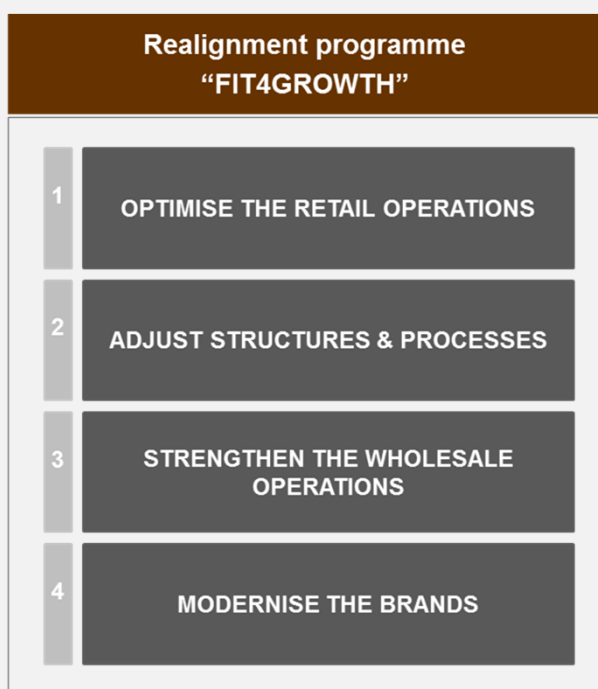 Realignment programme
“FIT4GROWTH”
1
OPTIMISE THE RETAIL OPERATIONS
2
ADJUST STRUCTURES & PROCESSES
3
STRENGTHEN THE WHOLESALE
OPERATIONS
4
MODERNISE THE BRANDS